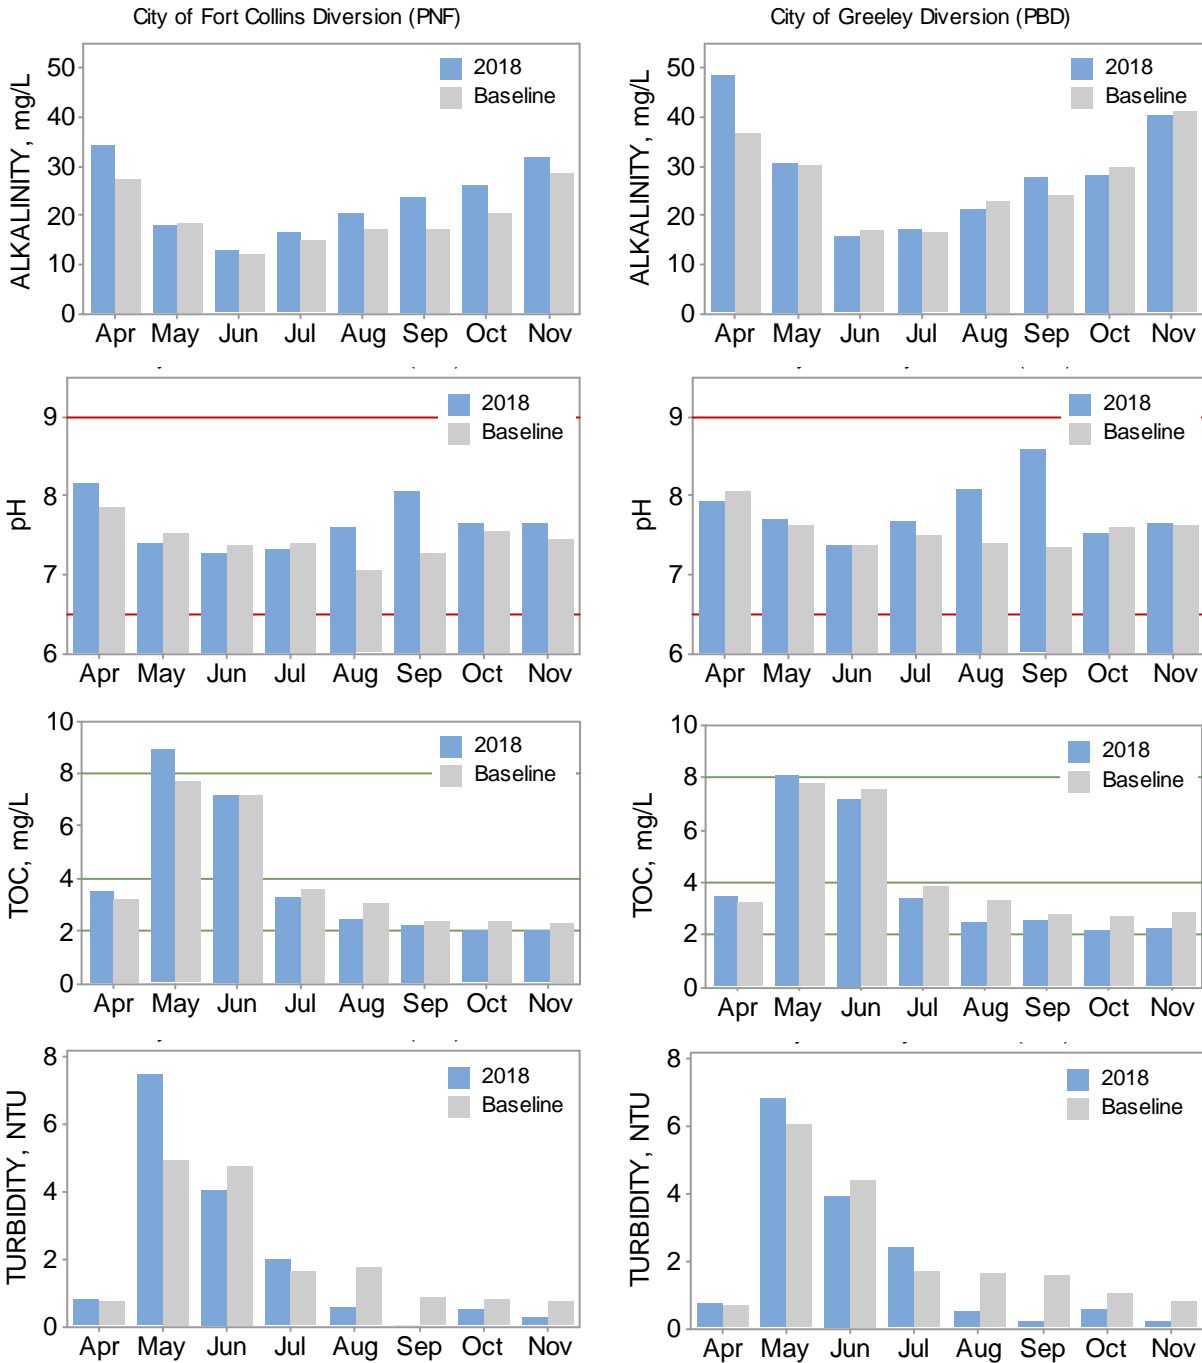 City of Fort Collins Diversion (PNF)
50
40
30
20
10
0
ALKALINITY, mg/L
2018
Baseline
Apr May Jun Jul Aug Sep Oct Nov
City of Greeley Diversion (PBD)
50
40
30
20
10
0
ALKALINITY, mg/L
2018
Baseline
Apr May Jun Jul Aug Sep Oct Nov
9
8
7
6
pH
2018
Baseline
Apr May Jun Jul Aug Sep Oct Nov
9
8
7
6
pH
2018
Baseline
Apr May Jun Jul Aug Sep Oct Nov
10
8
6
4
2
0
TOC, mg/L
2018
Baseline
Apr May Jun Jul Aug Sep Oct Nov
10
8
6
4
2
0
TOC, mg/L
2018
Baseline
Apr May Jun Jul Aug Sep Oct Nov
8
6
4
2
0
TURBIDITY, NTU
2018
Baseline
Apr May Jun Jul Aug Sep Oct Nov
8
6
4
2
0
TURBIDITY, NTU
2018
Baseline
Apr May Jun Jul Aug Sep Oct Nov